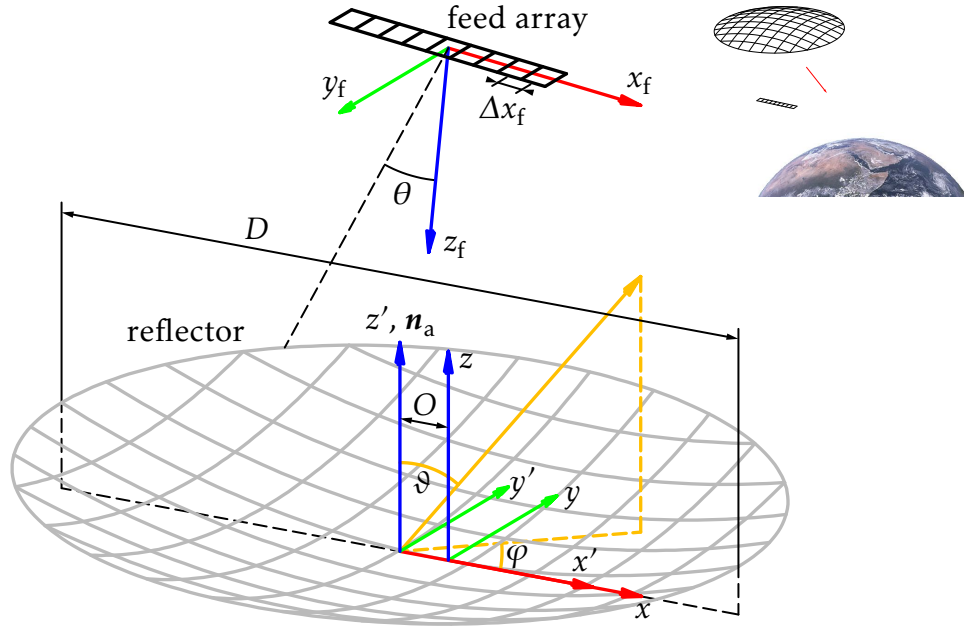 feed array
x_f
y_f
Δx_f
θ
z_f
D
reflector
z', n_a
z
O
ϑ
y'
y
φ
x'
x